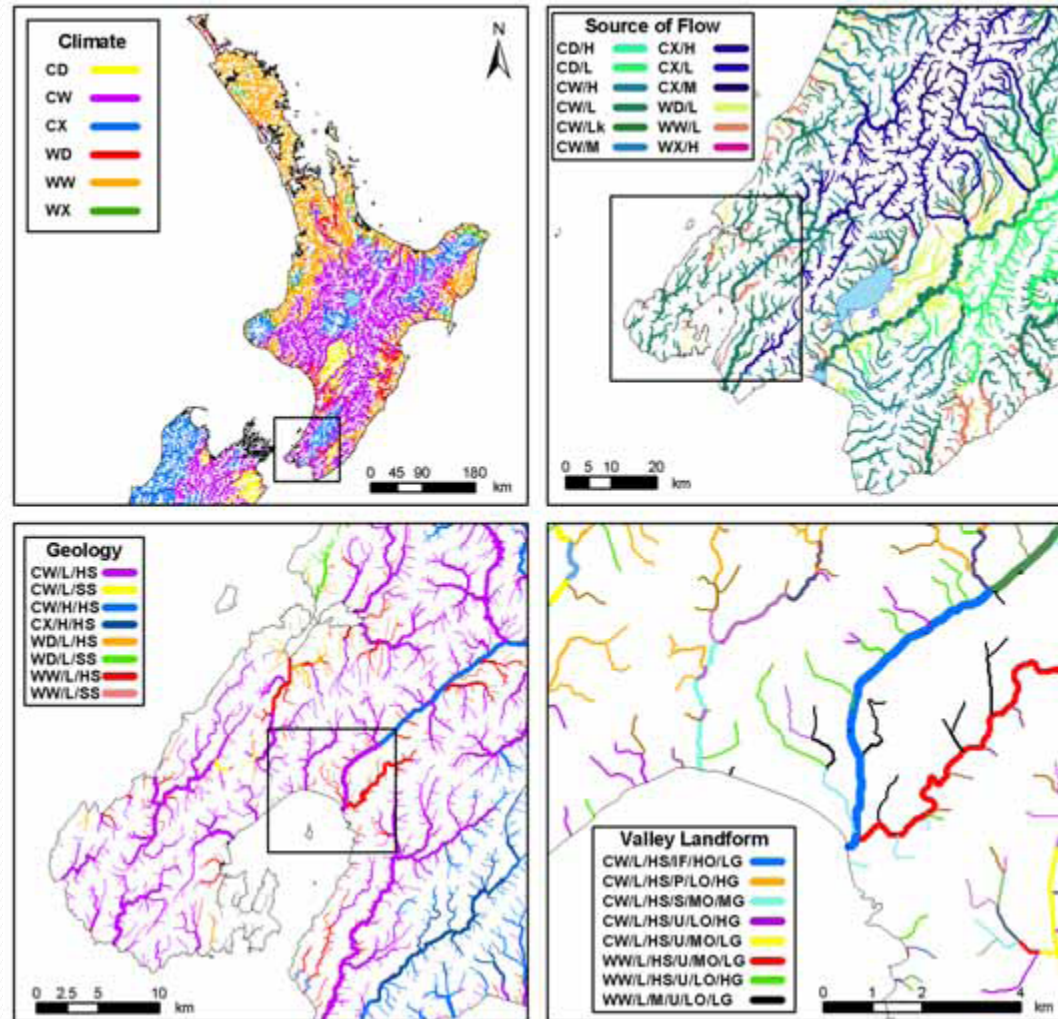 Climate
CD
CW
CX
WD
WW
WX
N
0 45 90 180
km
Source of Flow
CD/H CX/H
CD/L CX/L
CW/H CX/M
CW/L WD/L
CW/Lk WW/L
CW/M WX/H
0 5 10 20
km
Geology
CW/L/HS
CW/L/SS
CW/H/HS
CX/H/HS
WD/L/HS
WD/L/SS
WW/L/HS
WW/L/SS
0 2.5 5 10
km
Valley Landform
CW/L/HS/IF/HO/LG
CW/L/HS/P/LO/HG
CW/L/HS/S/MO/MG
CW/L/HS/U/LO/HG
CW/L/HS/U/MO/LG
WW/L/HS/U/MO/LG
WW/L/HS/U/LO/HG
WW/L/M/U/LO/LG
0 1 2 4
km